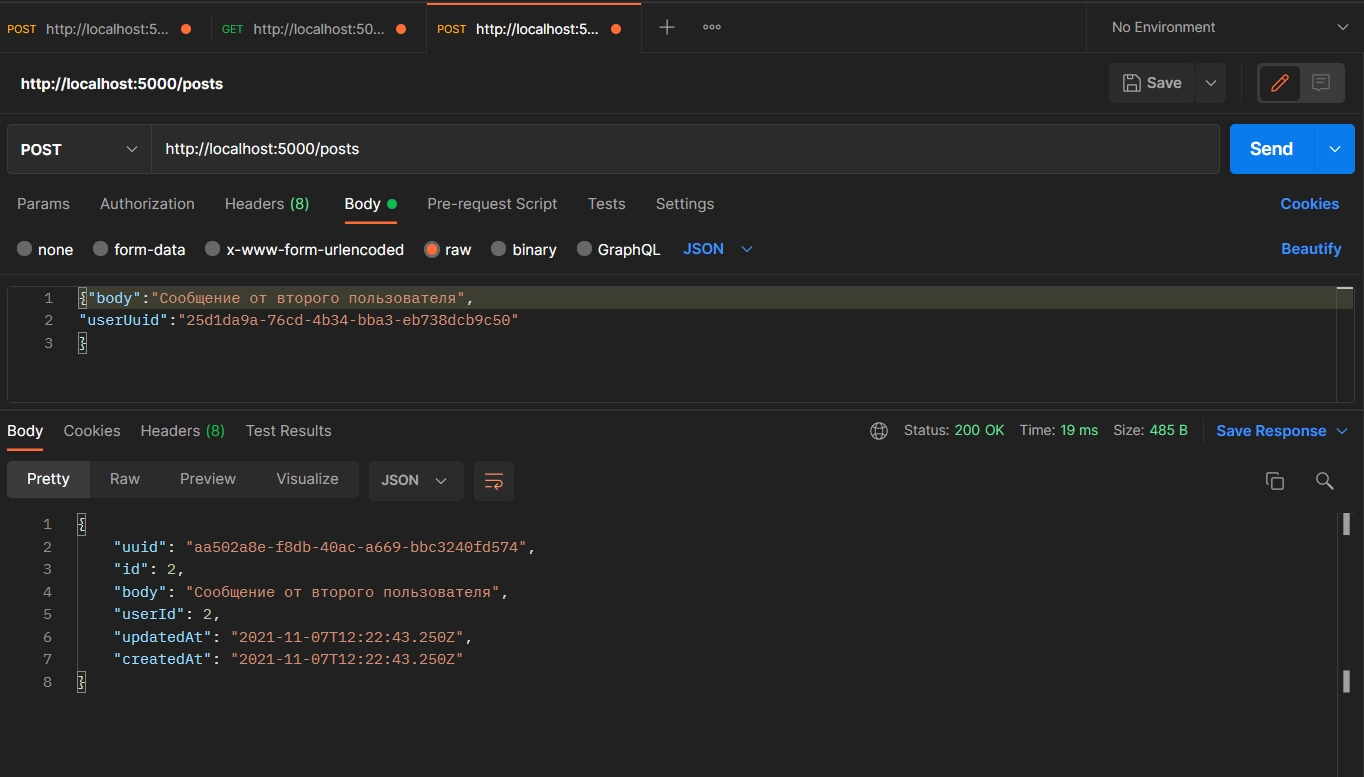 POST http://localhost:5... GET http://localhost:50... POST http://localhost:5... No Environment
http://localhost:5000/posts Save
POST http://localhost:5000/posts Send
Params Authorization Headers (8) Body Pre-request Script Tests Settings Cookies
none form-data x-www-form-urlencoded raw binary GraphQL JSON Beautify
1 {"body":"Сообщение от второго пользователя",
2 "userUuid":"25d1da9a-76cd-4b34-bba3-eb738dcb9c50"
3 }
Body Cookies Headers (8) Test Results Status: 200 OK Time: 19 ms Size: 485 B Save Response
Pretty Raw Preview Visualize JSON
1 {
2 "uuid": "aa502a8e-f8db-40ac-a669-bbc3240fd574",
3 "id": 2,
4 "body": "Сообщение от второго пользователя",
5 "userId": 2,
6 "updatedAt": "2021-11-07T12:22:43.250Z",
7 "createdAt": "2021-11-07T12:22:43.250Z"
8 }